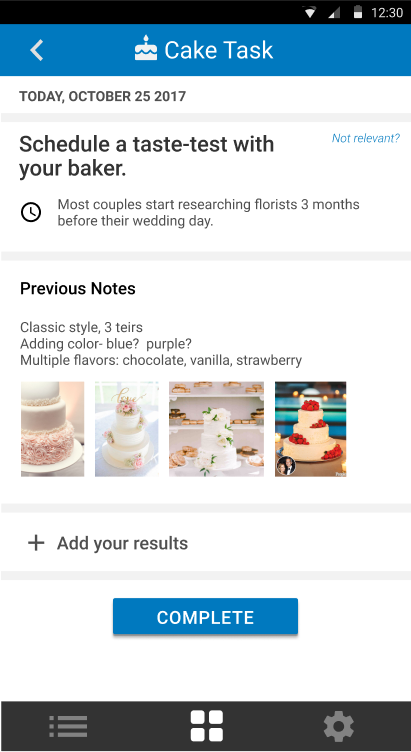 12:30
Cake Task
TODAY, OCTOBER 25 2017
Schedule a taste-test with
your baker.
Not relevant?
Most couples start researching florists 3 months
before their wedding day.
Previous Notes
Classic style, 3 teirs
Adding color- blue?  purple?
Multiple flavors: chocolate, vanilla, strawberry
Add your results
COMPLETE